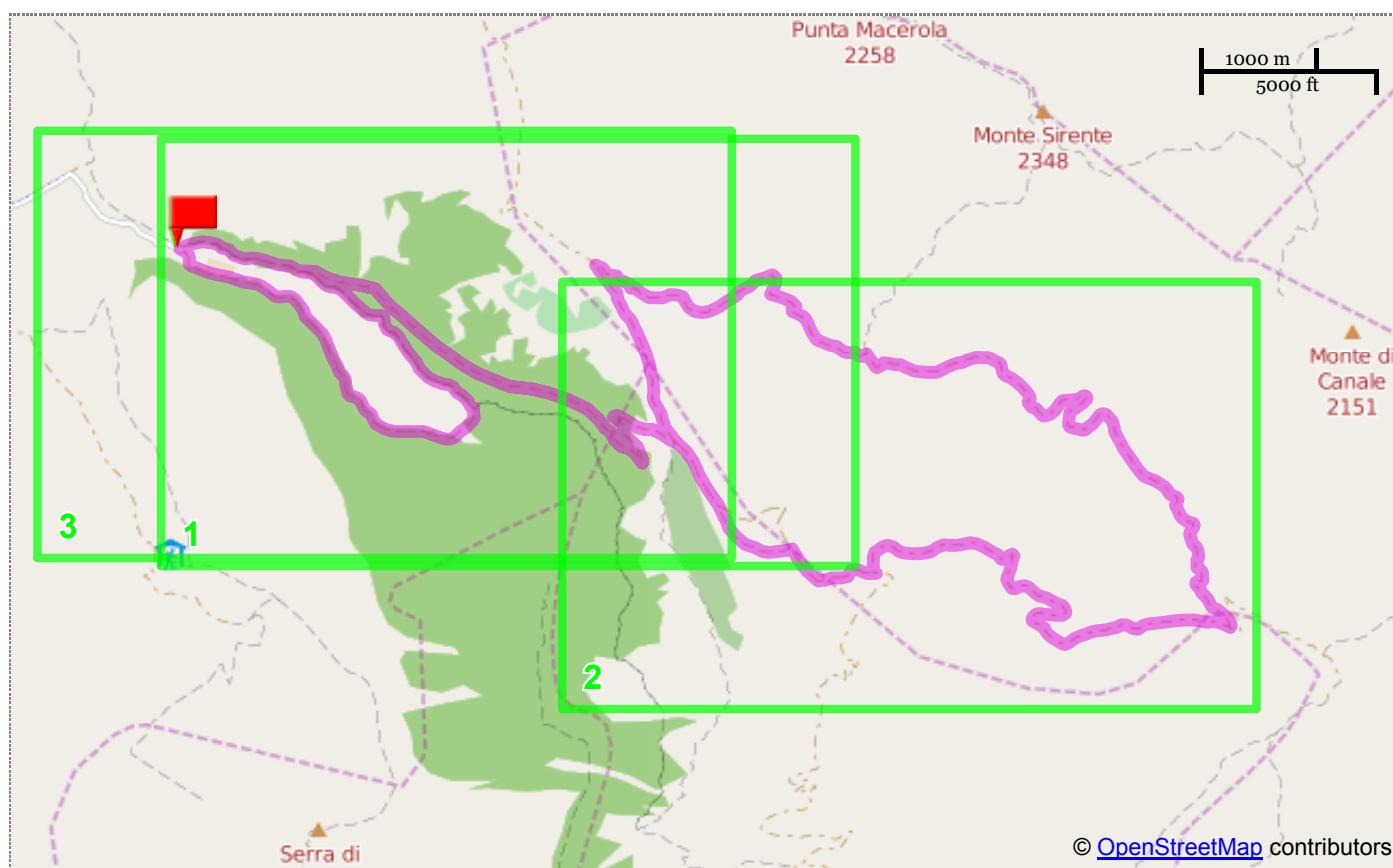 Punta Macerola
2258
1000 m
5000 ft
Monte Sirente
2348
Monte di
Canale
2151
3
1
2
Serra di
© OpenStreetMap contributors